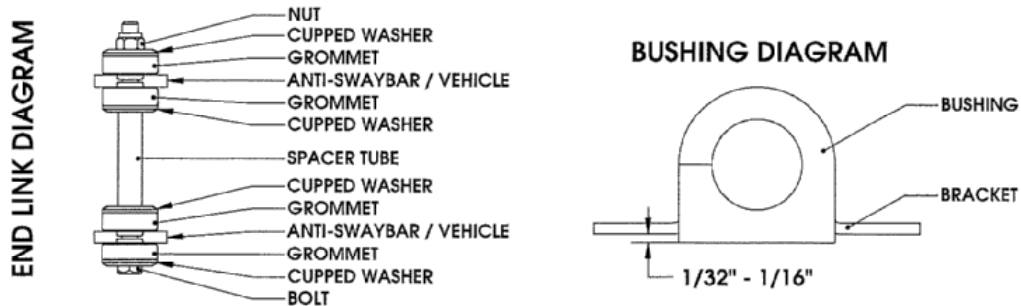 END LINK DIAGRAM
NUT
CUPPED WASHER
GROMMET
ANTI-SWAYBAR / VEHICLE
GROMMET
CUPPED WASHER
SPACER TUBE
CUPPED WASHER
GROMMET
ANTI-SWAYBAR / VEHICLE
GROMMET
CUPPED WASHER
BOLT
BUSHING DIAGRAM
BUSHING
BRACKET
1/32" - 1/16"